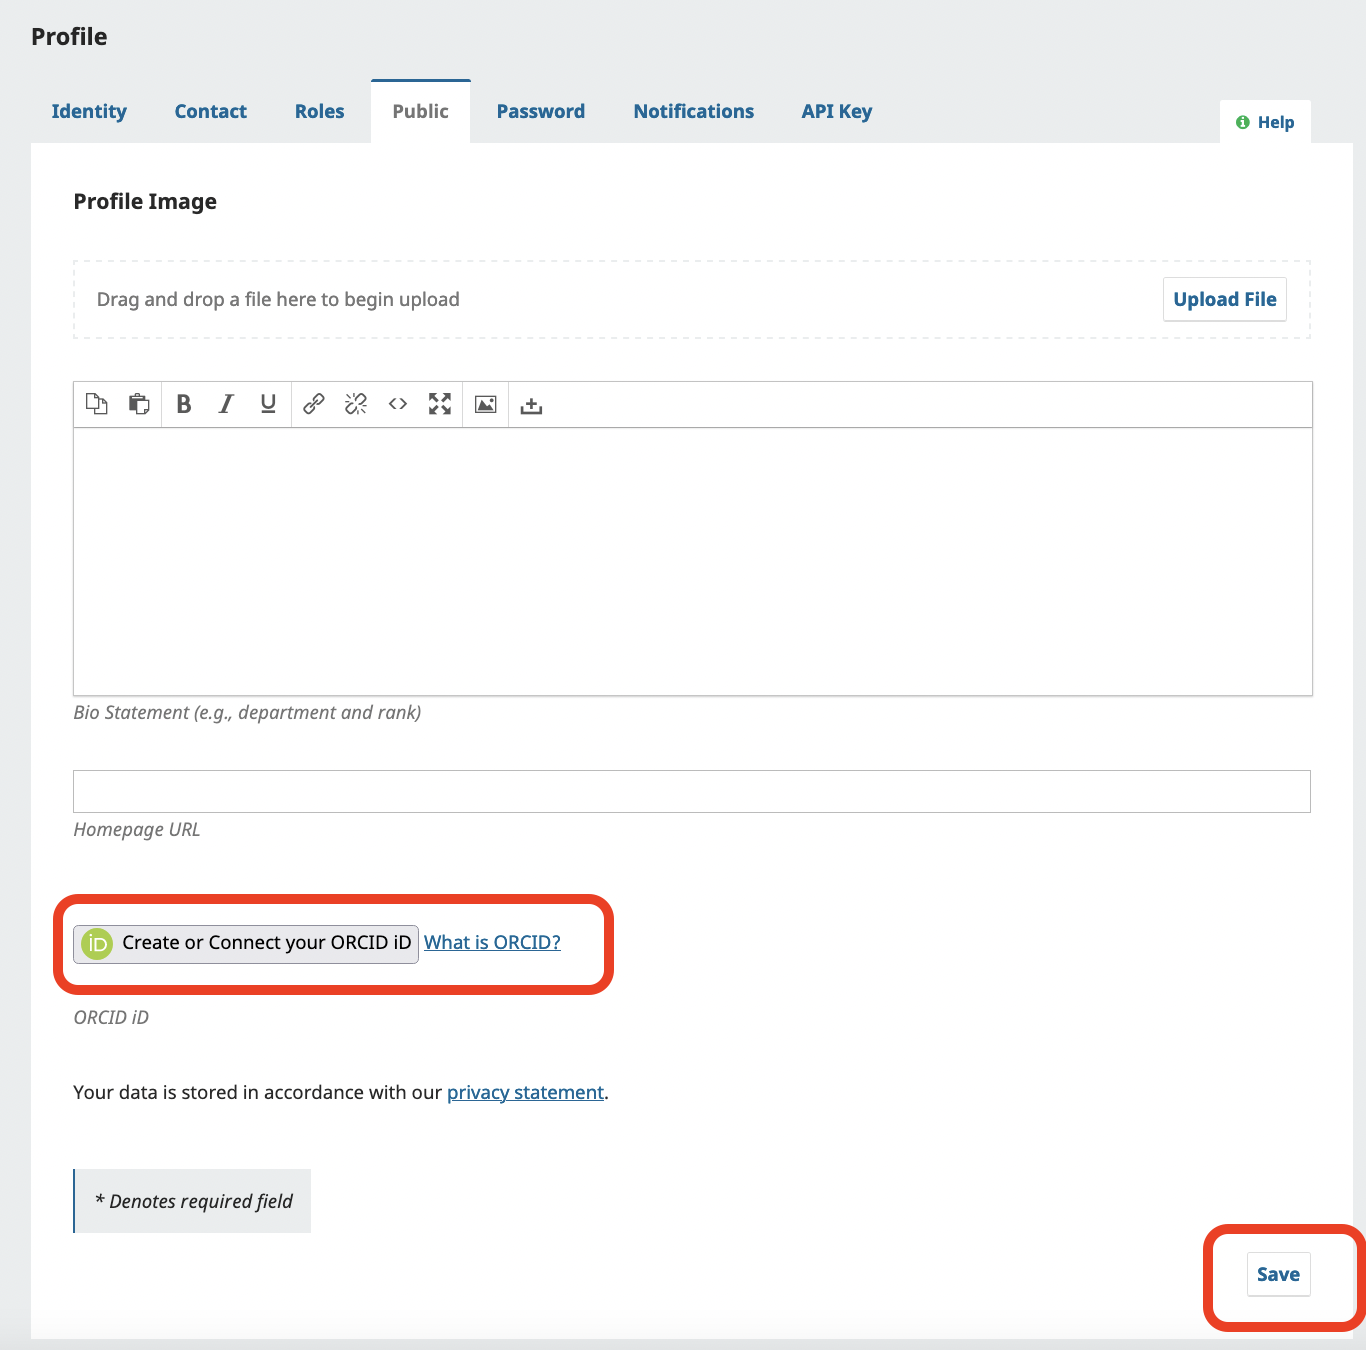 Profile
Identity Contact Roles Public Password Notifications API Key
Help
Profile Image
Drag and drop a file here to begin upload
Upload File
B I U
Bio Statement (e.g., department and rank)
Homepage URL
iD Create or Connect your ORCID iD What is ORCID?
ORCID iD
Your data is stored in accordance with our privacy statement.
* Denotes required field
Save